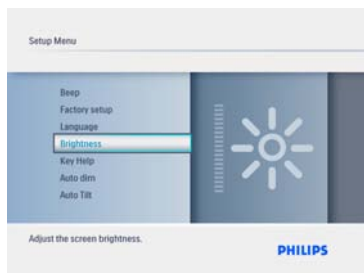 Setup Menu
Beep
Factory setup
Language
Brightness
Key Help
Auto dim
Auto Tilt
Adjust the screen brightness.
PHILIPS